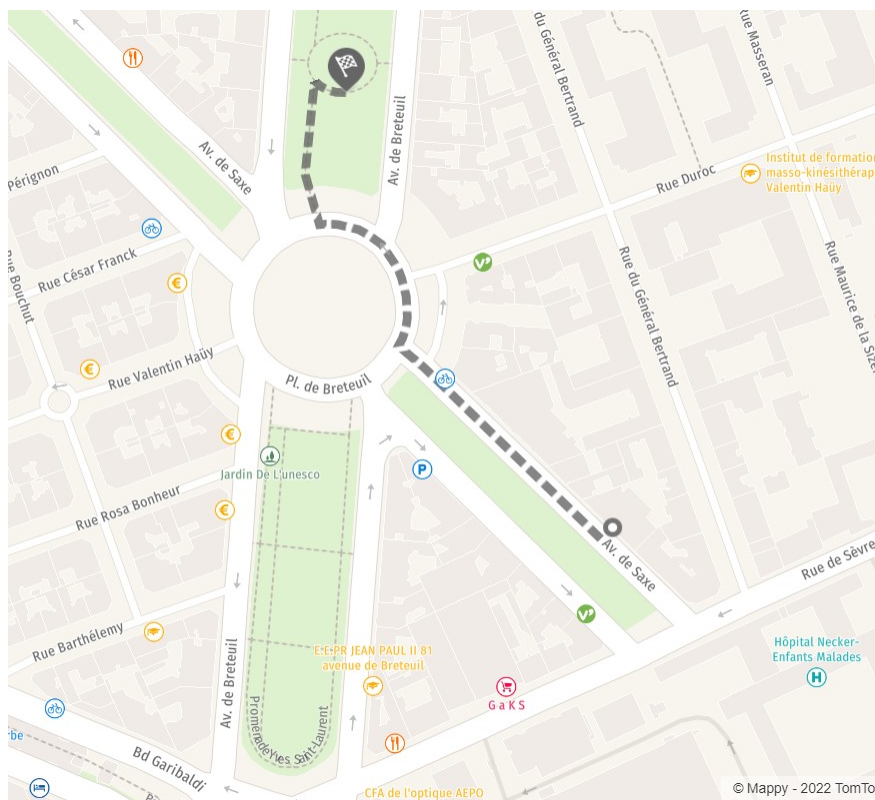 du Général Bertrand
Rue Masseran
Av. de Saxe
Av. de Breteuil
Pérignon
Rue Duroc
Institut de formation
masso-kinésithérap
Valentin Haüy
Rue César Franck
Rue Bouchut
Rue du Général Bertrand
Rue Maurice de la Size
Rue Valentin Haüy
Pl. de Breteuil
Jardin De L'unesco
P
Rue Rosa Bonheur
Av. de Saxe
Rue de Sèvre
Rue Barthélemy
E.E.PR JEAN PAUL II 81
avenue de Breteuil
Hôpital Necker-
Enfants Malades
H
Av. de Breteuil
Promenade Yves Saint-Laurent
G a K S
rbe
Bd Garibaldi
CFA de l'optique AEPO
© Mappy - 2022 TomTo